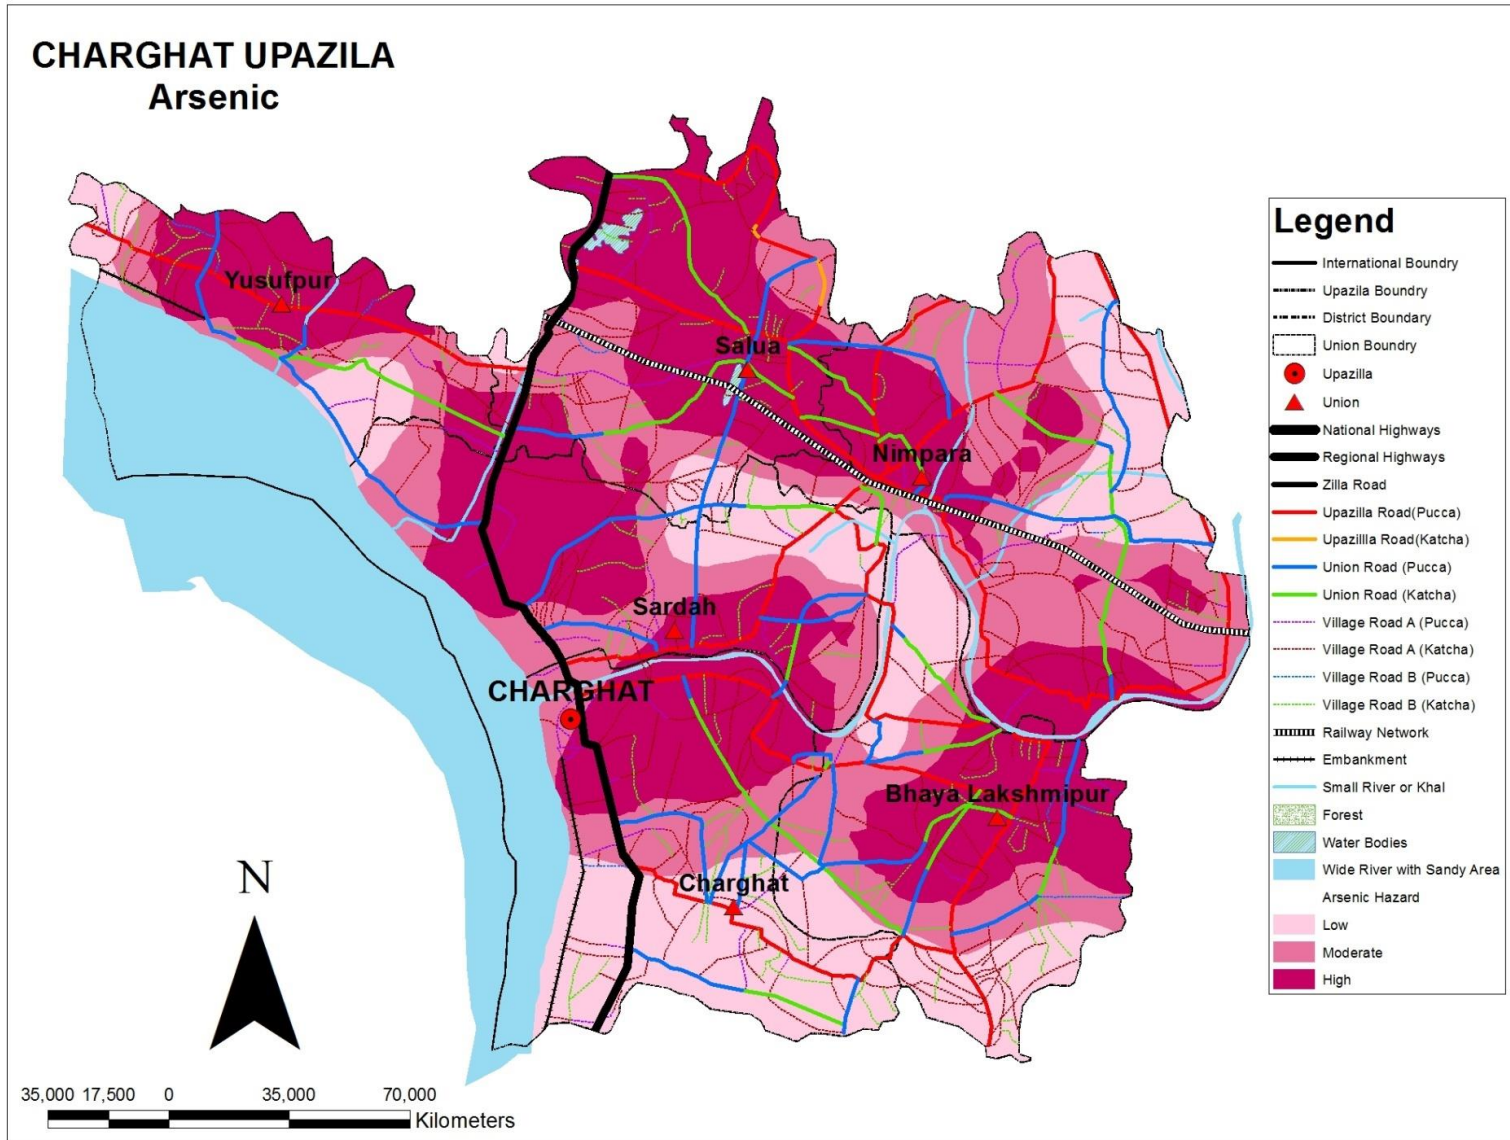 CHARGHAT UPAZILA
Arsenic
Yusufpur
Salua
Nimpara
Sardah
CHARGHAT
Bhaya Lakshmipur
Charghat
N
35,000 17,500 0 35,000 70,000
Kilometers
Legend
International Boundry
Upazila Boundry
District Boundary
Union Boundry
Upazilla
Union
National Highways
Regional Highways
Zilla Road
Upazilla Road(Pucca)
Upazillla Road(Katcha)
Union Road (Pucca)
Union Road (Katcha)
Village Road A (Pucca)
Village Road A (Katcha)
Village Road B (Pucca)
Village Road B (Katcha)
Railway Network
Embankment
Small River or Khal
Forest
Water Bodies
Wide River with Sandy Area
Arsenic Hazard
Low
Moderate
High